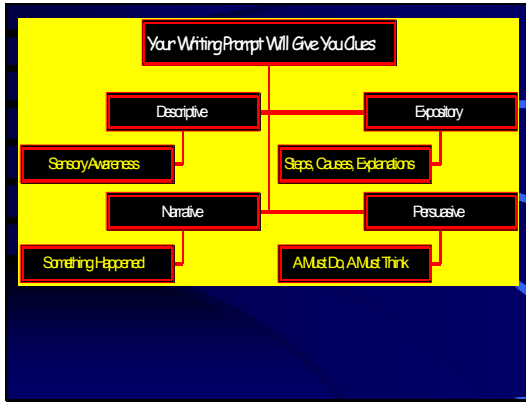 Your Writing Prompt Will Give You Clues
Descriptive
Expository
Sensory Awareness
Steps, Causes, Explanations
Narrative
Persuasive
Something Happened
A Must Do, A Must Think